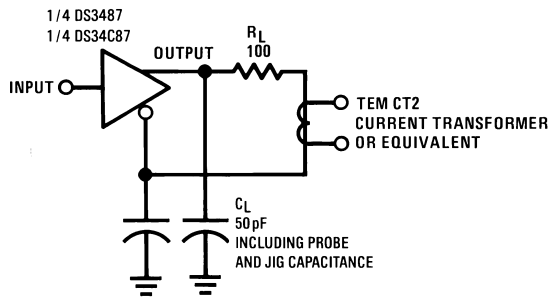 1/4 DS3487
1/4 DS34C87
OUTPUT
RL
100
INPUT
TEM CT2
CURRENT TRANSFORMER
OR EQUIVALENT
CL
50pF
INCLUDING PROBE
AND JIG CAPACITANCE